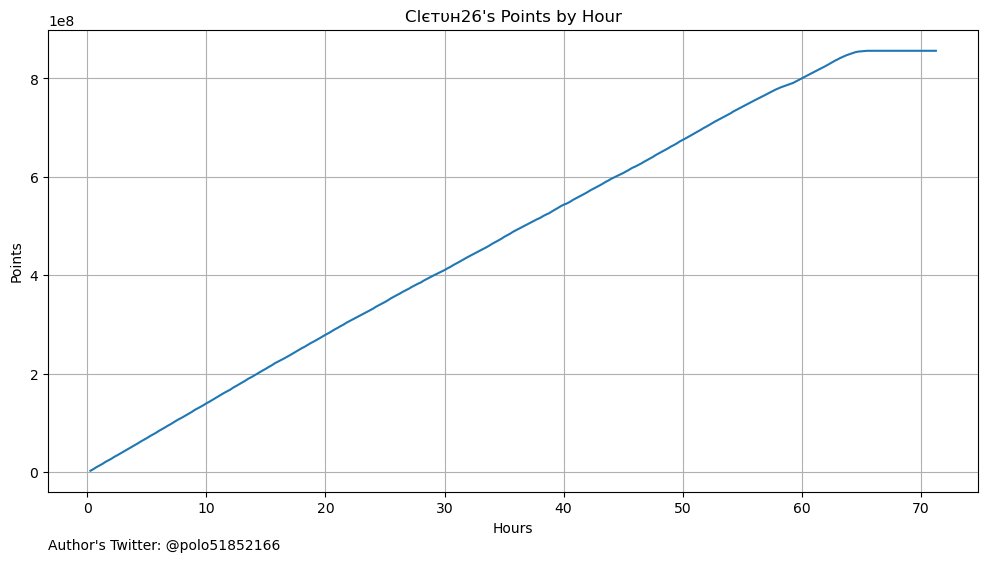 Clєтυн26's Points by Hour
1e8
8
6
4
2
0
Points
0 10 20 30 40 50 60 70
Hours
Author's Twitter: @polo51852166